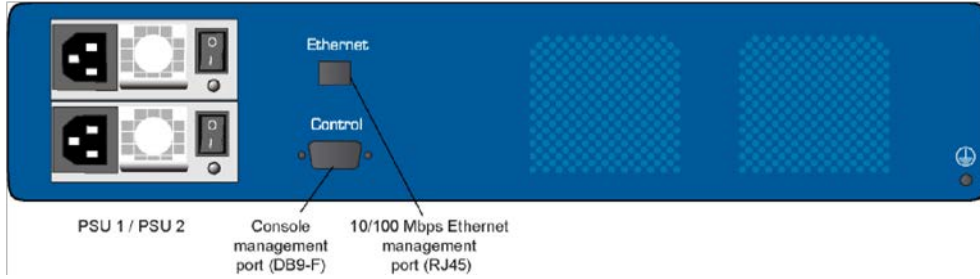 Ethernet
Control
PSU 1 / PSU 2
Console
management
port (DB9-F)
10/100 Mbps Ethernet
management
port (RJ45)